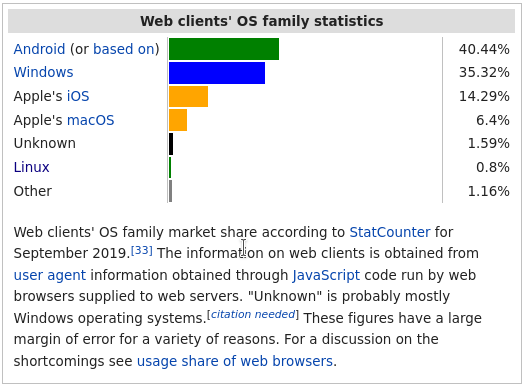 Web clients' OS family statistics
Android (or based on) 40.44%
Windows 35.32%
Apple's iOS 14.29%
Apple's macOS 6.4%
Unknown 1.59%
Linux 0.8%
Other 1.16%
Web clients' OS family market share according to StatCounter for
September 2019.[33] The information on web clients is obtained from
user agent information obtained through JavaScript code run by web
browsers supplied to web servers. "Unknown" is probably mostly
Windows operating systems.[citation needed] These figures have a large
margin of error for a variety of reasons. For a discussion on the
shortcomings see usage share of web browsers.